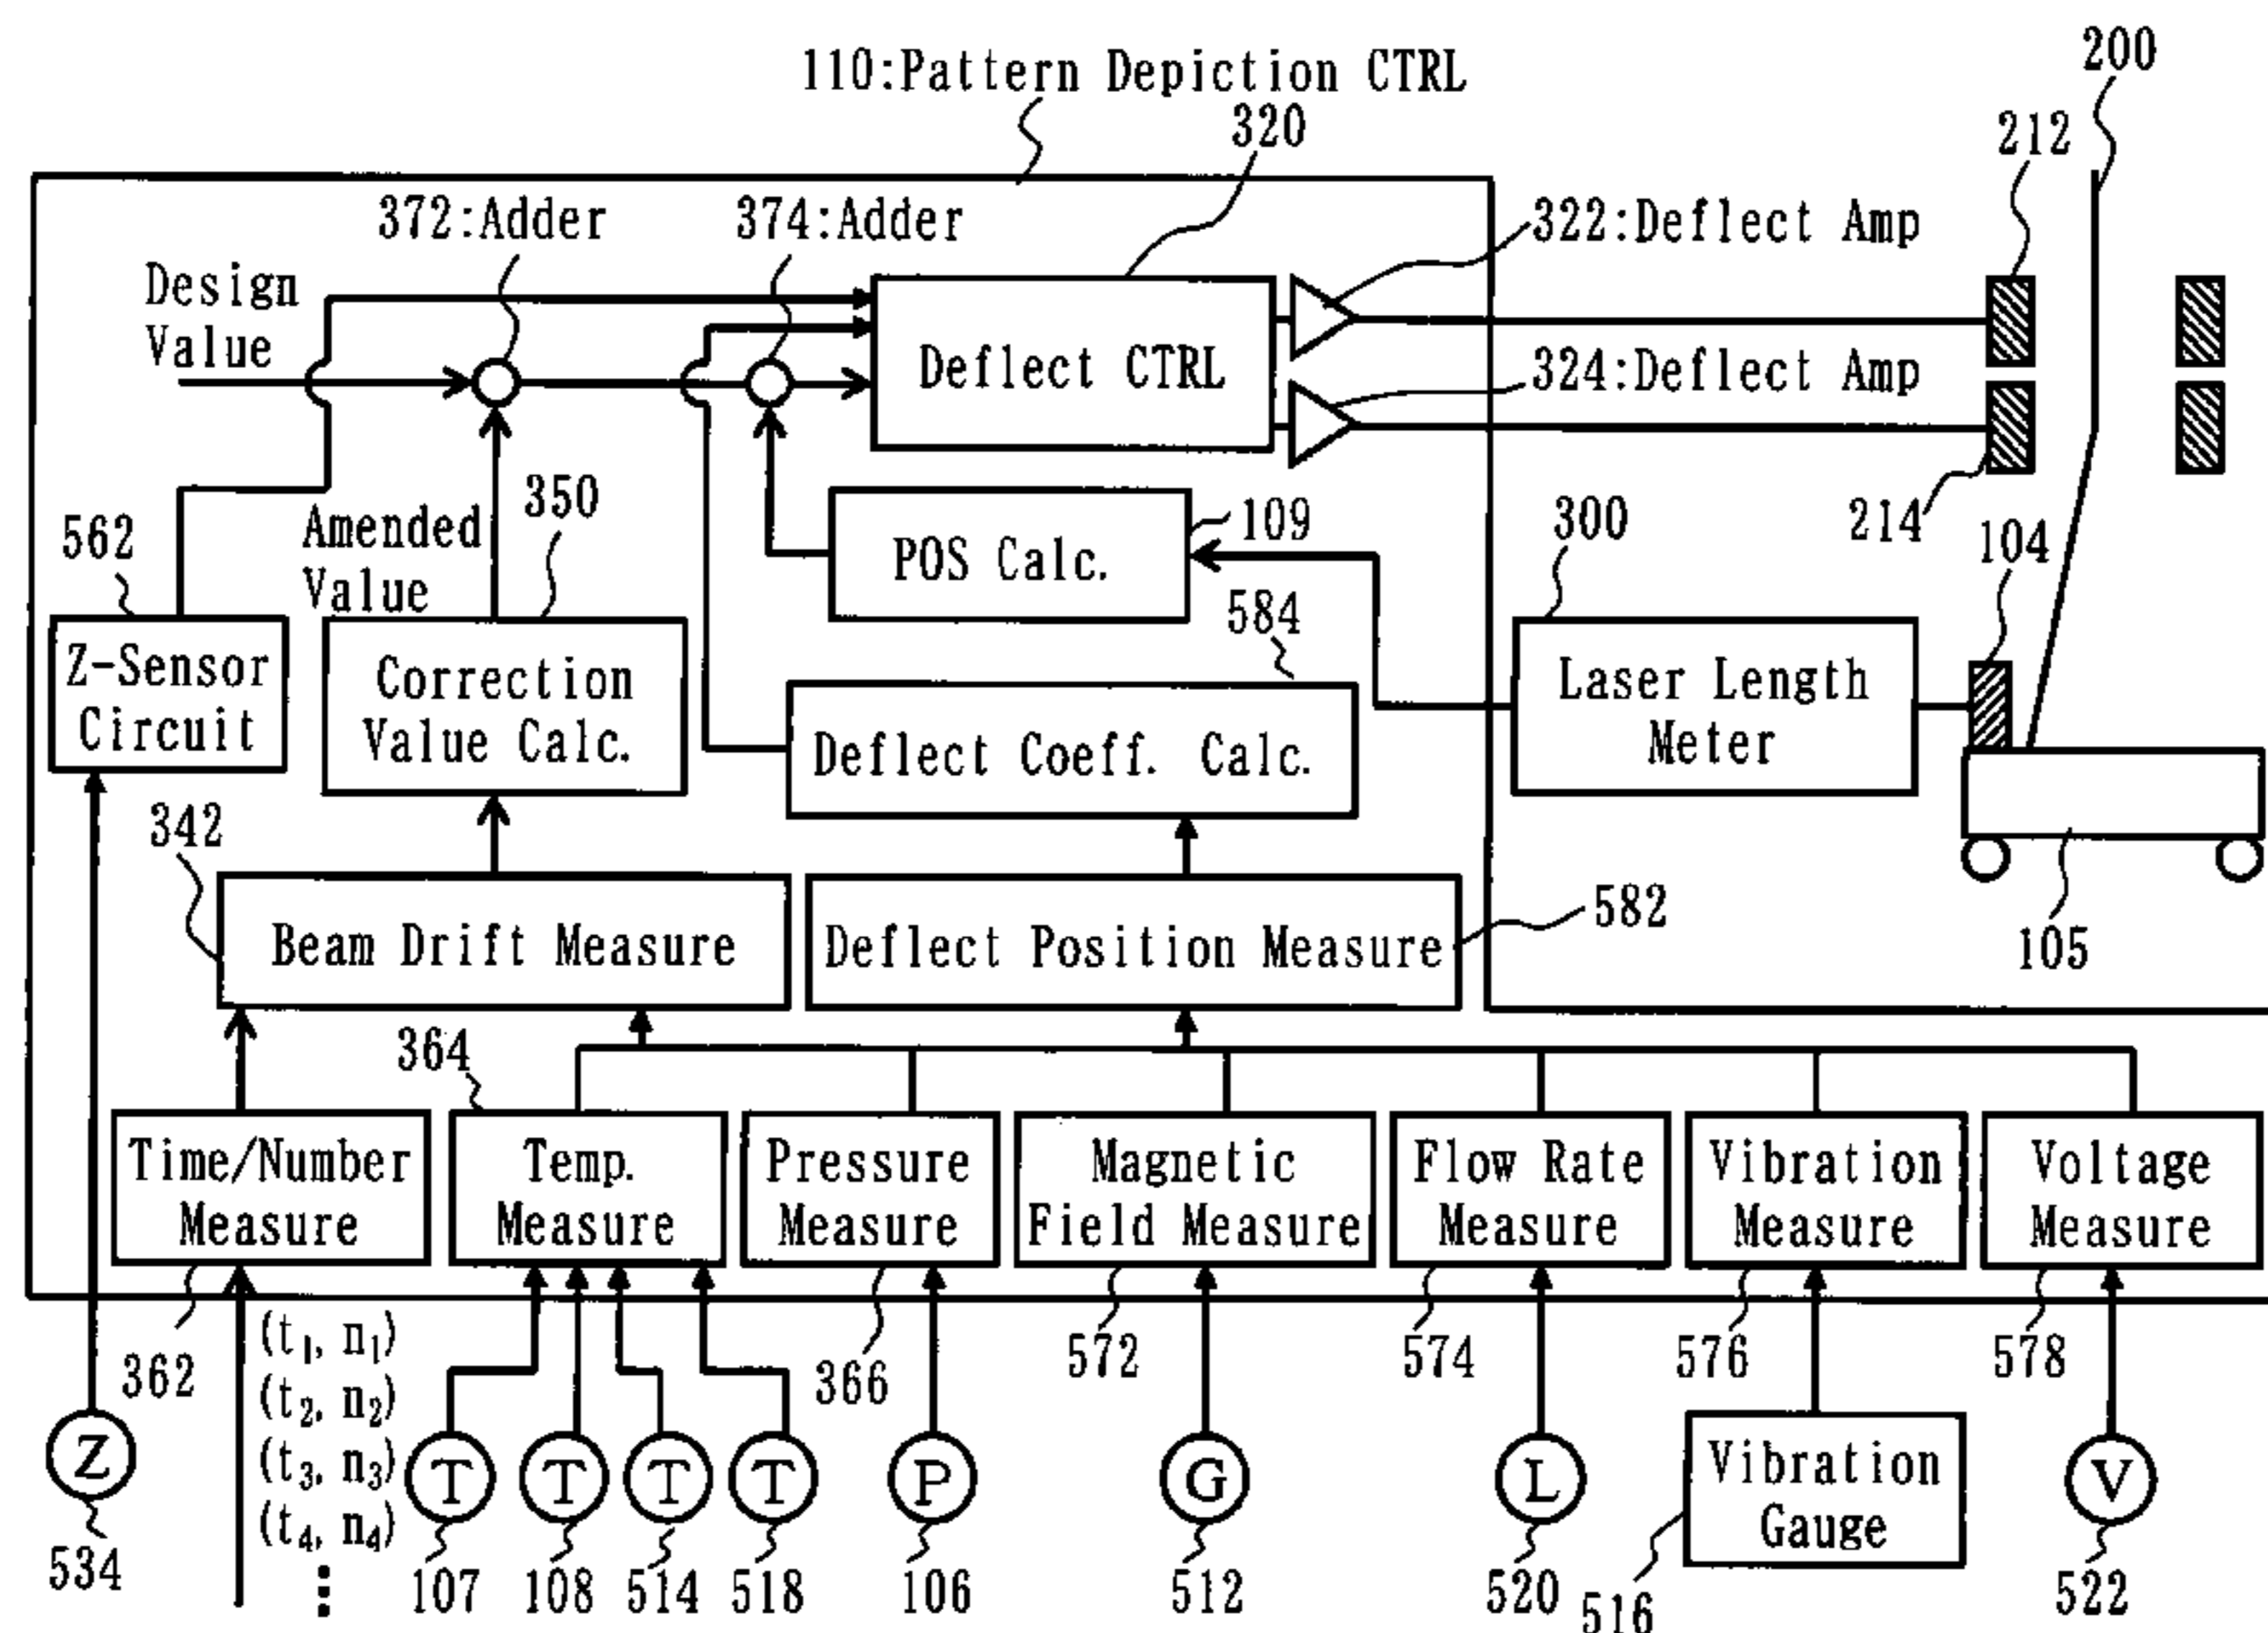 110:Pattern Depiction CTRL
200
320
212
372:Adder
374:Adder
322:Deflect Amp
Design
Value
Deflect CTRL
324:Deflect Amp
350
109
300
214
104
562
Amended
Value
POS Calc.
584
Z-Sensor
Circuit
Correction
Value Calc.
Laser Length
Meter
Deflect Coeff. Calc.
342
582
Beam Drift Measure
Deflect Position Measure
105
364
Time/Number
Measure
Temp.
Measure
Pressure
Measure
Magnetic
Field Measure
Flow Rate
Measure
Vibration
Measure
Voltage
Measure
362
(t₁, n₁)
(t₂, n₂)
(t₃, n₃)
(t₄, n₄)
⋮
366
572
574
576
578
Z
T
T
T
T
P
G
L
Vibration
Gauge
V
534
107
108
514
518
106
512
520
516
522